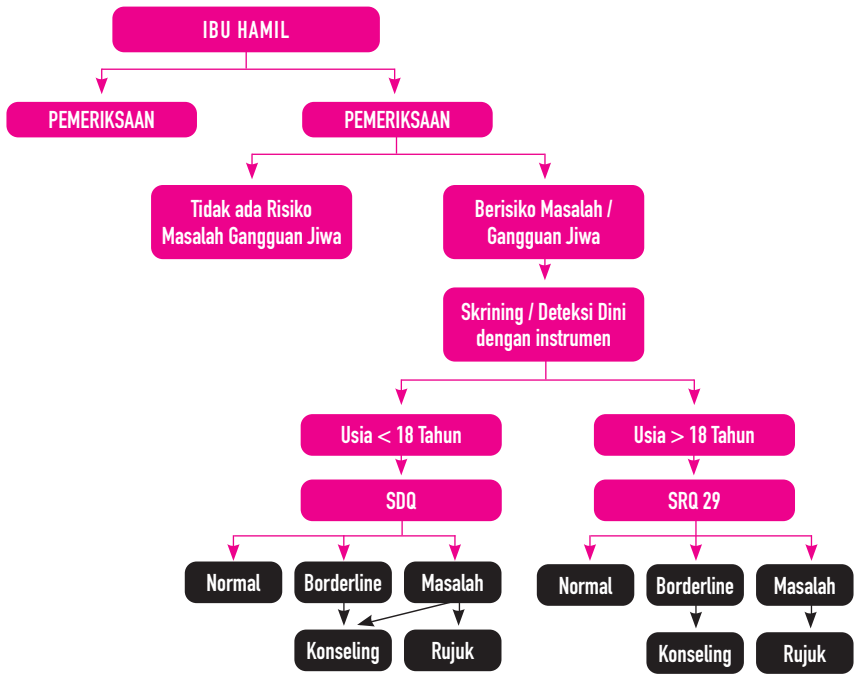 IBU HAMIL
PEMERIKSAAN
PEMERIKSAAN
Tidak ada Risiko
Masalah Gangguan Jiwa
Berisiko Masalah /
Gangguan Jiwa
Skrining / Deteksi Dini
dengan instrumen
Usia < 18 Tahun
Usia > 18 Tahun
SDQ
SRQ 29
Normal
Borderline
Masalah
Normal
Borderline
Masalah
Konseling
Rujuk
Konseling
Rujuk